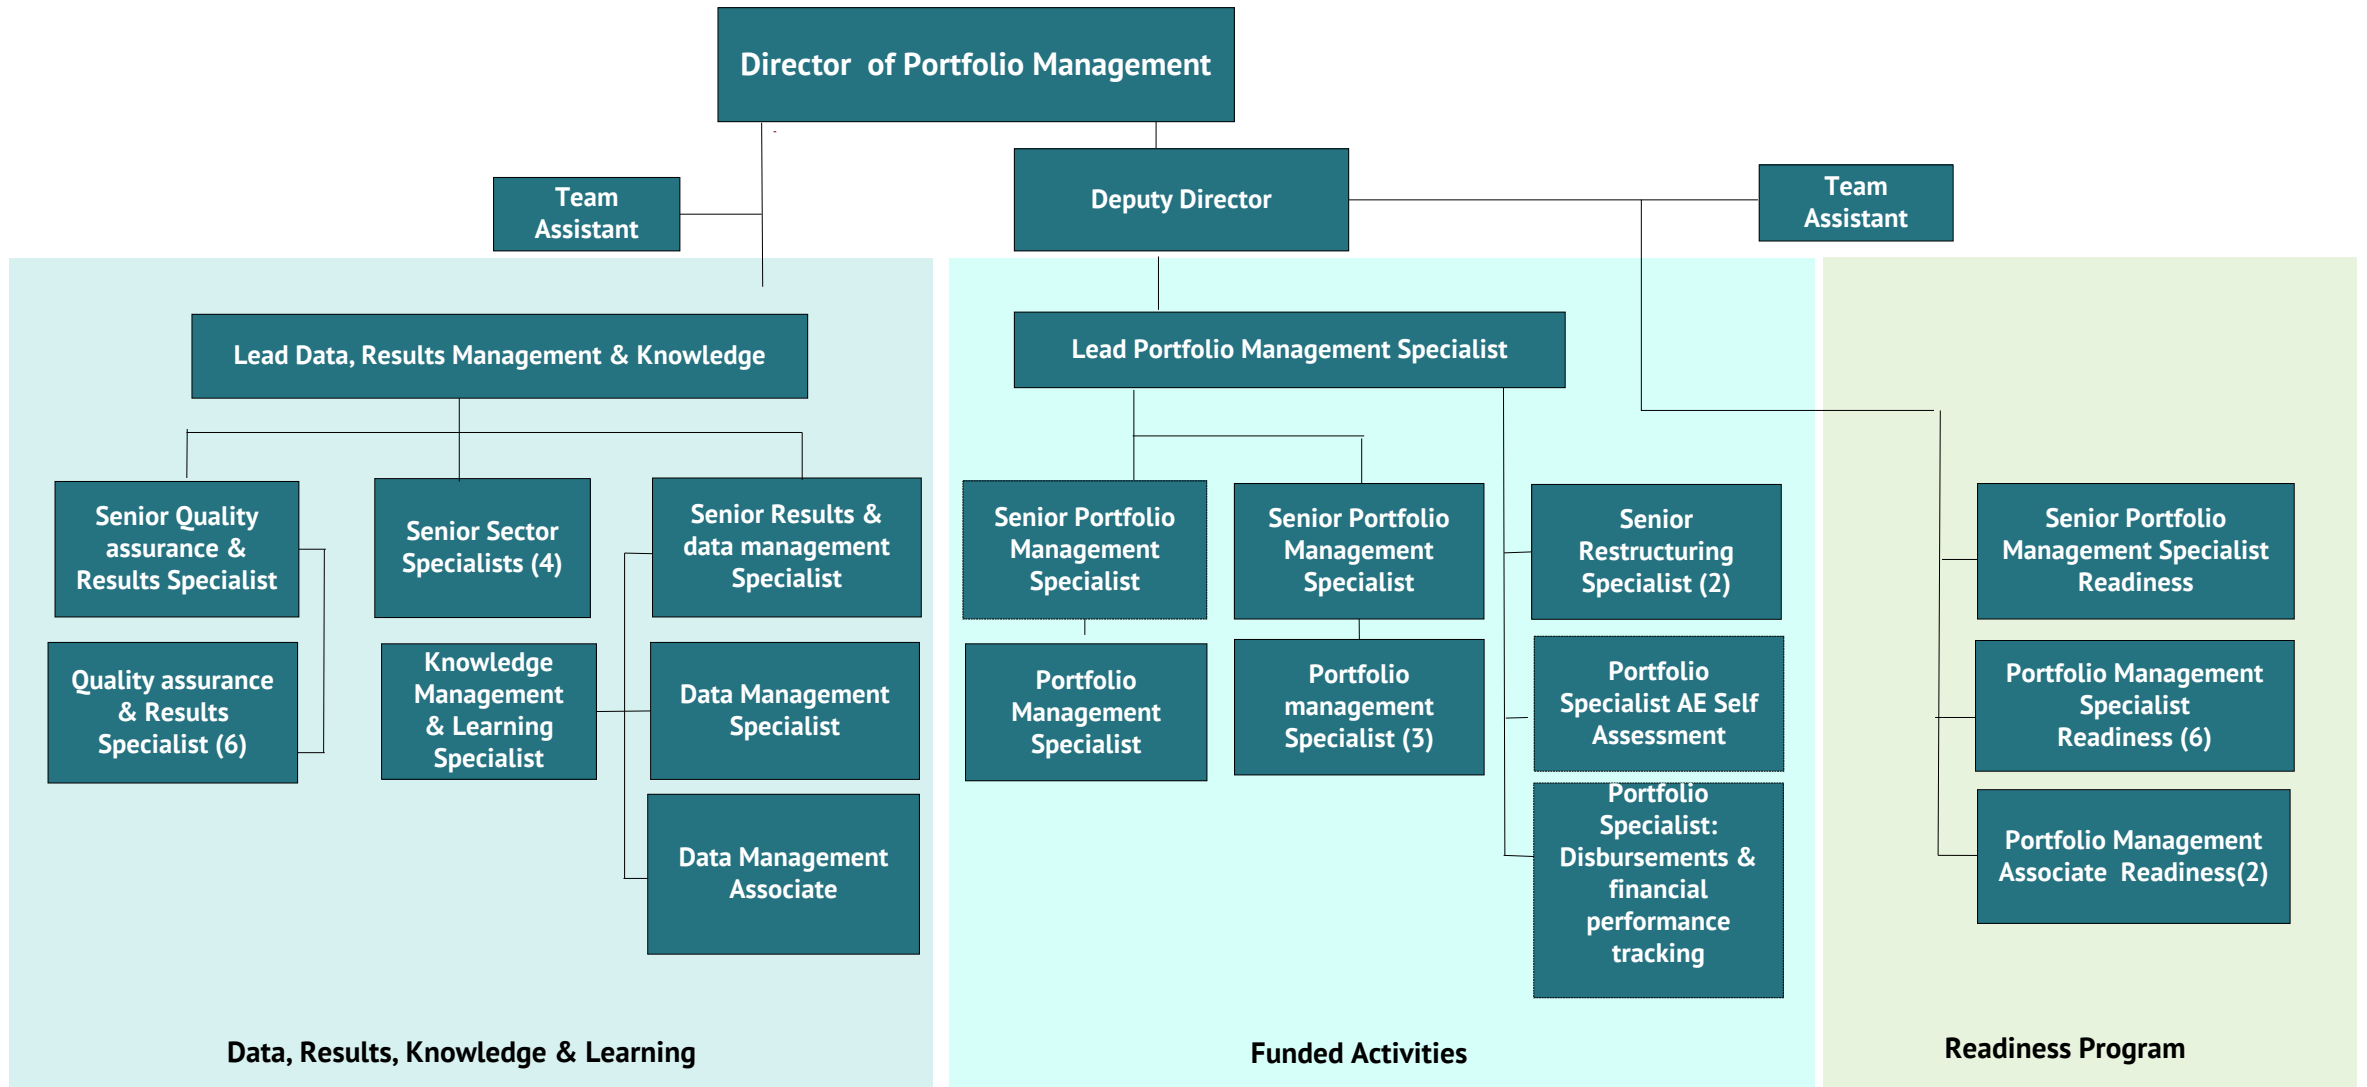 Director  of Portfolio Management
Team
Assistant
Deputy Director
Team
Assistant
Lead Data, Results Management & Knowledge
Senior Quality
assurance &
Results Specialist
Quality assurance
& Results
Specialist (6)
Senior Sector
Specialists (4)
Knowledge
Management
& Learning
Specialist
Senior Results &
data management
Specialist
Data Management
Specialist
Data Management
Associate
Data, Results, Knowledge & Learning
Lead Portfolio Management Specialist
Senior Portfolio
Management
Specialist
Portfolio
Management
Specialist
Senior Portfolio
Management
Specialist
Portfolio
management
Specialist (3)
Senior
Restructuring
Specialist (2)
Portfolio
Specialist AE Self
Assessment
Portfolio
Specialist:
Disbursements &
financial
performance
tracking
Funded Activities
Senior Portfolio
Management Specialist
Readiness
Portfolio Management
Specialist
Readiness (6)
Portfolio Management
Associate  Readiness(2)
Readiness Program